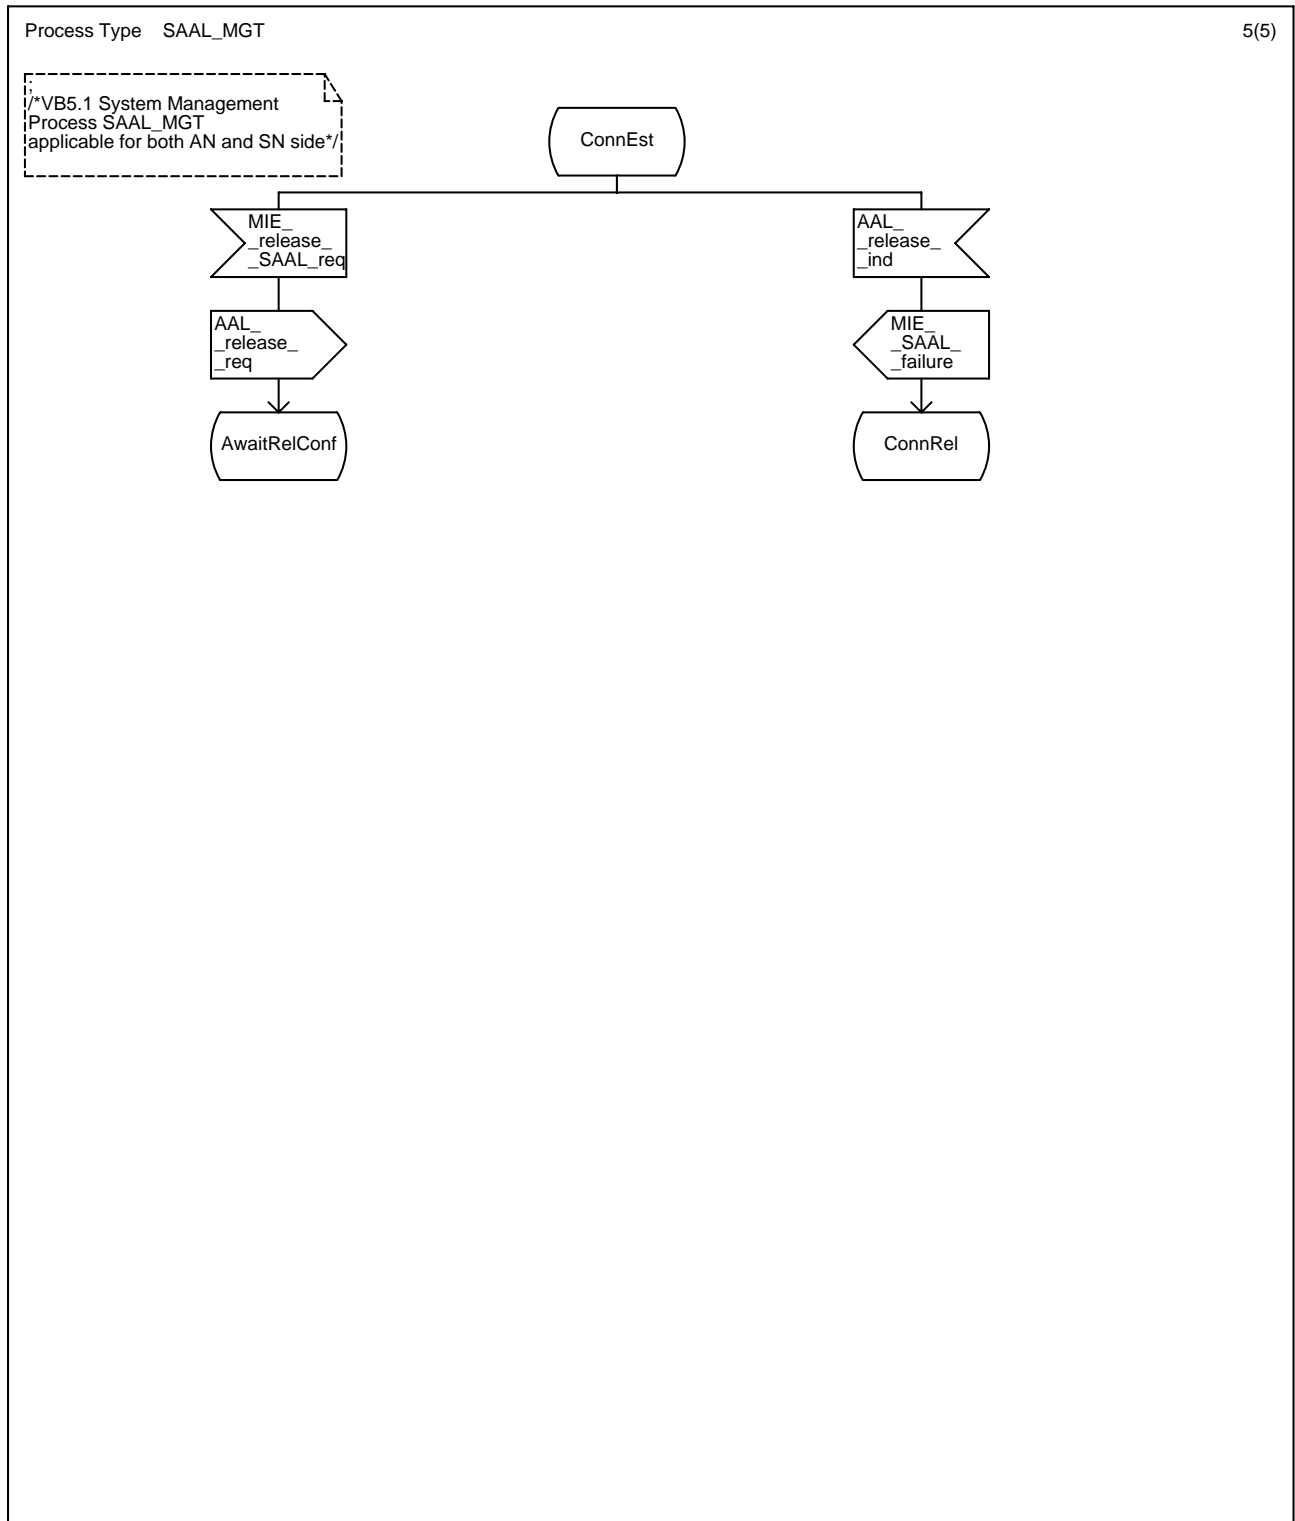 Process Type SAAL_MGT
5(5)
;
/*VB5.1 System Management
Process SAAL_MGT
applicable for both AN and SN side*/
ConnEst
MIE_
_release_
_SAAL_req
AAL_
_release_
_ind
AAL_
_release_
_req
MIE_
_SAAL_
_failure
AwaitRelConf
ConnRel